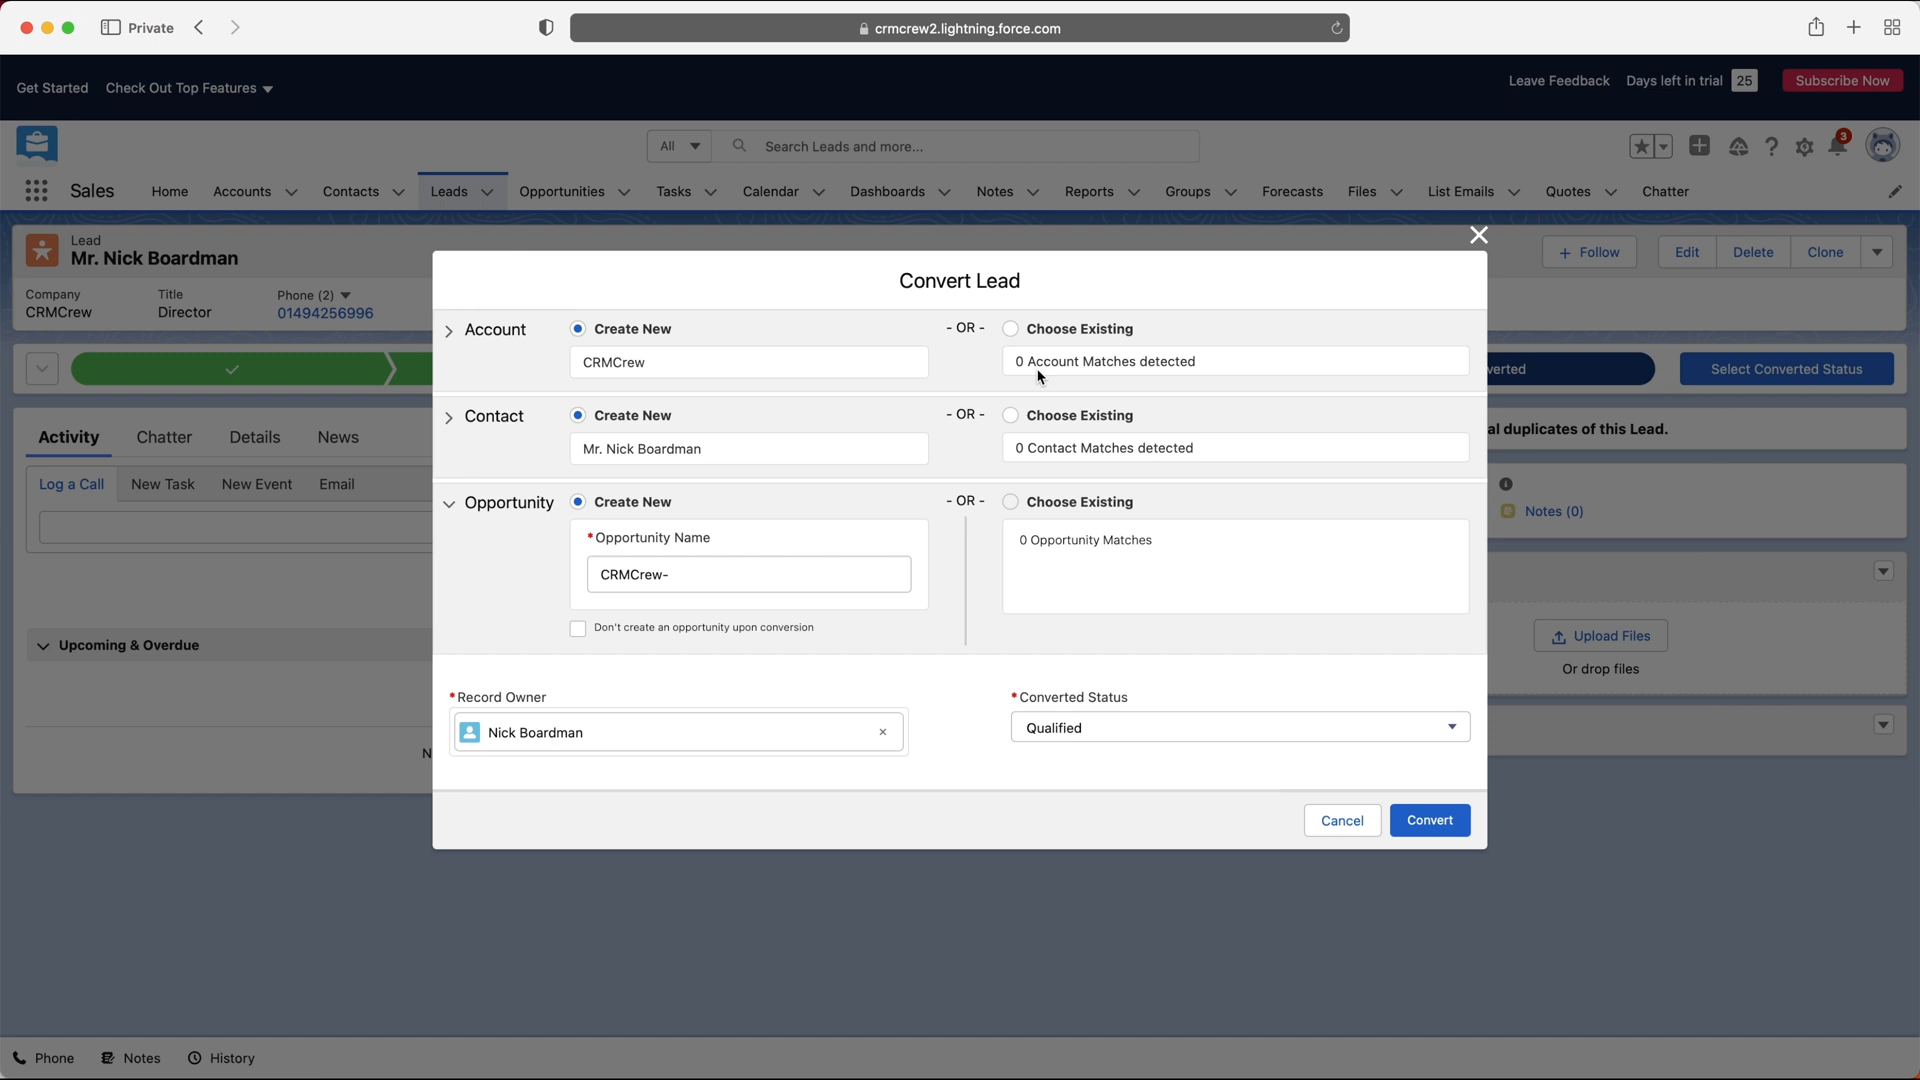 Private
crmcrew2.lightning.force.com
Get Started Check Out Top Features
Leave Feedback Days left in trial 25 Subscribe Now
All Search Leads and more...
3
Sales Home Accounts Contacts Leads Opportunities Tasks Calendar Dashboards Notes Reports Groups Forecasts Files List Emails Quotes Chatter
Lead
Mr. Nick Boardman
+ Follow Edit Delete Clone
Company Title Phone (2)
CRMCrew Director 01494256996
verted Select Converted Status
Activity Chatter Details News
al duplicates of this Lead.
Log a Call New Task New Event Email
Notes (0)
Upload Files
Or drop files
Upcoming & Overdue
N
Convert Lead
Account Create New - OR - Choose Existing
CRMCrew 0 Account Matches detected
Contact Create New - OR - Choose Existing
Mr. Nick Boardman 0 Contact Matches detected
Opportunity Create New - OR - Choose Existing
*Opportunity Name 0 Opportunity Matches
CRMCrew-
Don't create an opportunity upon conversion
*Record Owner *Converted Status
Nick Boardman Qualified
Cancel Convert
Phone Notes History